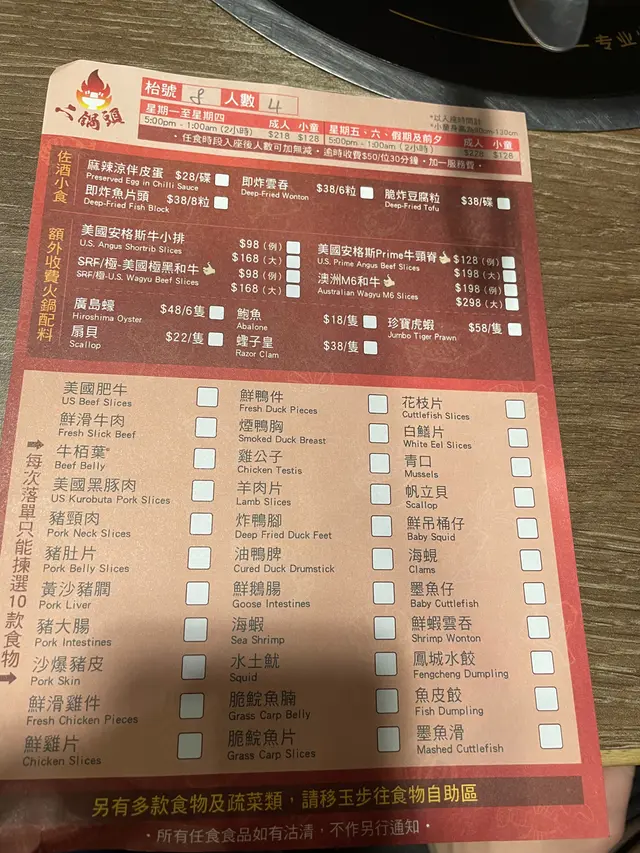 专业
八鍋頭
枱號 8 人數 4
*以入座時間計
*小童身高為90cm-130cm
星期一至星期四 成人 小童
5:00pm - 1:00am (2小時) $218 $128
星期五、六、假期及前夕 成人 小童
5:00pm - 1:00am (2小時) $228 $128
・任食時段入座後人數可加無減・逾時收費$50/位30分鐘・加一服務費・
佐酒小食
麻辣涼伴皮蛋 $28/碟
Preserved Egg in Chilli Sauce
即炸雲吞 $38/6粒
Deep-Fried Wonton
脆炸豆腐粒 $38/碟
Deep-Fried Tofu
即炸魚片頭 $38/8粒
Deep-Fried Fish Block
額外收費火鍋配料
美國安格斯牛小排 $98 (例)
U.S. Angus Shortrib Slices $168 (大)
美國安格斯Prime牛頸脊 $128 (例)
U.S. Prime Angus Beef Slices $198 (大)
SRF/極-美國極黑和牛 $98 (例)
SRF/極-U.S. Wagyu Beef Slices $168 (大)
澳洲M6和牛 $198 (例)
Australian Wagyu M6 Slices $298 (大)
廣島蠔 $48/6隻
Hiroshima Oyster
鮑魚 $18/隻
Abalone
珍寶虎蝦 $58/隻
Jumbo Tiger Prawn
扇貝 $22/隻
Scallop
蟶子皇 $38/隻
Razor Clam
➡每次落單只能揀選10款食物➡
美國肥牛
US Beef Slices
鮮滑牛肉
Fresh Slick Beef
牛栢葉
Beef Belly
美國黑豚肉
US Kurobuta Pork Slices
豬頸肉
Pork Neck Slices
豬肚片
Pork Belly Slices
黃沙豬膶
Pork Liver
豬大腸
Pork Intestines
沙爆豬皮
Pork Skin
鮮滑雞件
Fresh Chicken Pieces
鮮雞片
Chicken Slices
鮮鴨件
Fresh Duck Pieces
煙鴨胸
Smoked Duck Breast
雞公子
Chicken Testis
羊肉片
Lamb Slices
炸鴨腳
Deep Fried Duck Feet
油鴨脾
Cured Duck Drumstick
鮮鵝腸
Goose Intestines
海蝦
Sea Shrimp
水土魷
Squid
脆鯇魚腩
Grass Carp Belly
脆鯇魚片
Grass Carp Slices
花枝片
Cuttlefish Slices
白鱔片
White Eel Slices
青口
Mussels
帆立貝
Scallop
鮮吊桶仔
Baby Squid
海蜆
Clams
墨魚仔
Baby Cuttlefish
鮮蝦雲吞
Shrimp Wonton
鳳城水餃
Fengcheng Dumpling
魚皮餃
Fish Dumpling
墨魚滑
Mashed Cuttlefish
另有多款食物及蔬菜類，請移玉步往食物自助區
・所有任食食品如有沽清，不作另行通知・